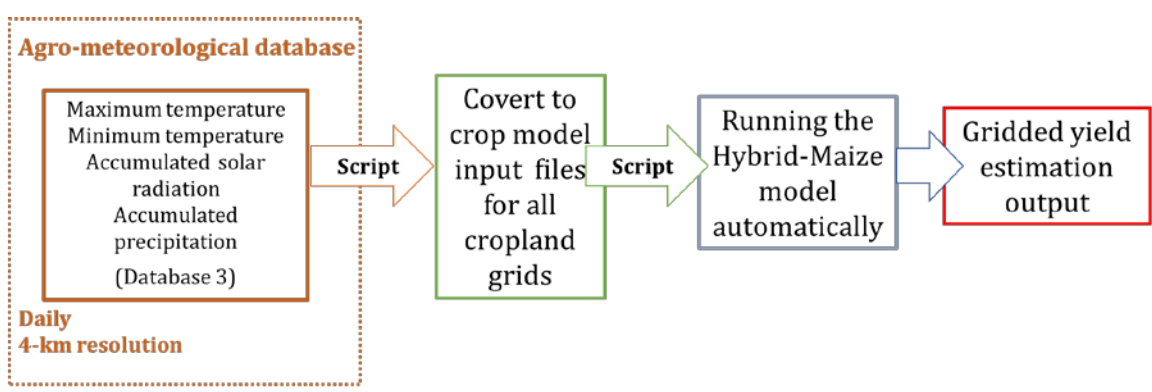 Agro-meteorological database
Maximum temperature
Minimum temperature
Accumulated solar
radiation
Accumulated
precipitation
(Database 3)
Daily
4-km resolution
Script
Covert to
crop model
input files
for all
cropland
grids
Script
Running the
Hybrid-Maize
model
automatically
Gridded yield
estimation
output